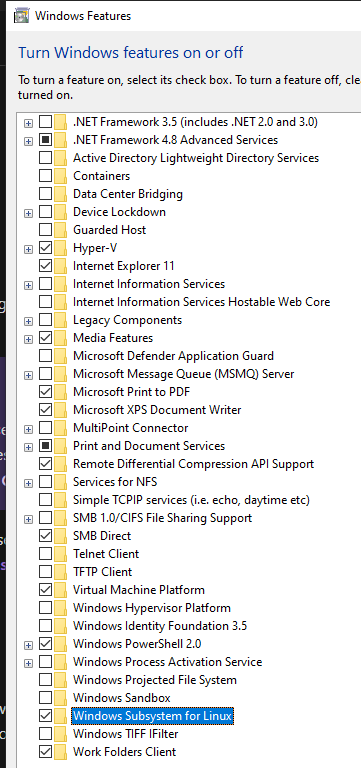 Windows Features
Turn Windows features on or off
To turn a feature on, select its check box. To turn a feature off, cle
turned on.
.NET Framework 3.5 (includes .NET 2.0 and 3.0)
.NET Framework 4.8 Advanced Services
Active Directory Lightweight Directory Services
Containers
Data Center Bridging
Device Lockdown
Guarded Host
Hyper-V
Internet Explorer 11
Internet Information Services
Internet Information Services Hostable Web Core
Legacy Components
Media Features
Microsoft Defender Application Guard
Microsoft Message Queue (MSMQ) Server
Microsoft Print to PDF
Microsoft XPS Document Writer
MultiPoint Connector
Print and Document Services
Remote Differential Compression API Support
Services for NFS
Simple TCPIP services (i.e. echo, daytime etc)
SMB 1.0/CIFS File Sharing Support
SMB Direct
Telnet Client
TFTP Client
Virtual Machine Platform
Windows Hypervisor Platform
Windows Identity Foundation 3.5
Windows PowerShell 2.0
Windows Process Activation Service
Windows Projected File System
Windows Sandbox
Windows Subsystem for Linux
Windows TIFF IFilter
Work Folders Client